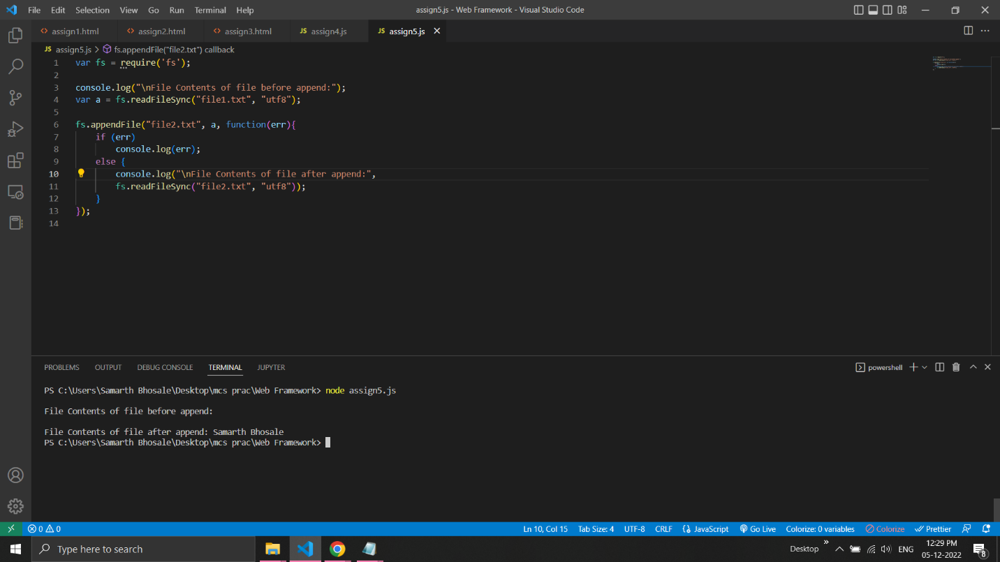 File Edit Selection View Go Run Terminal Help
assign5.js - Web Framework - Visual Studio Code
<> assign1.html <> assign2.html <> assign3.html JS assign4.js JS assign5.js
JS assign5.js > fs.appendFile("file2.txt") callback
1 var fs = require('fs');
2
3 console.log("\nFile Contents of file before append:");
4 var a = fs.readFileSync("file1.txt", "utf8");
5
6 fs.appendFile("file2.txt", a, function(err){
7     if (err)
8         console.log(err);
9     else {
10         console.log("\nFile Contents of file after append:",
11         fs.readFileSync("file2.txt", "utf8"));
12     }
13 });
14
PROBLEMS OUTPUT DEBUG CONSOLE TERMINAL JUPYTER powershell
PS C:\Users\Samarth Bhosale\Desktop\mcs prac\Web Framework> node assign5.js
File Contents of file before append:
File Contents of file after append: Samarth Bhosale
PS C:\Users\Samarth Bhosale\Desktop\mcs prac\Web Framework>
0 0 Ln 10, Col 15 Tab Size: 4 UTF-8 CRLF {} JavaScript Go Live Colorize: 0 variables Colorize Prettier
Type here to search
Desktop ENG
12:29 PM
05-12-2022
8